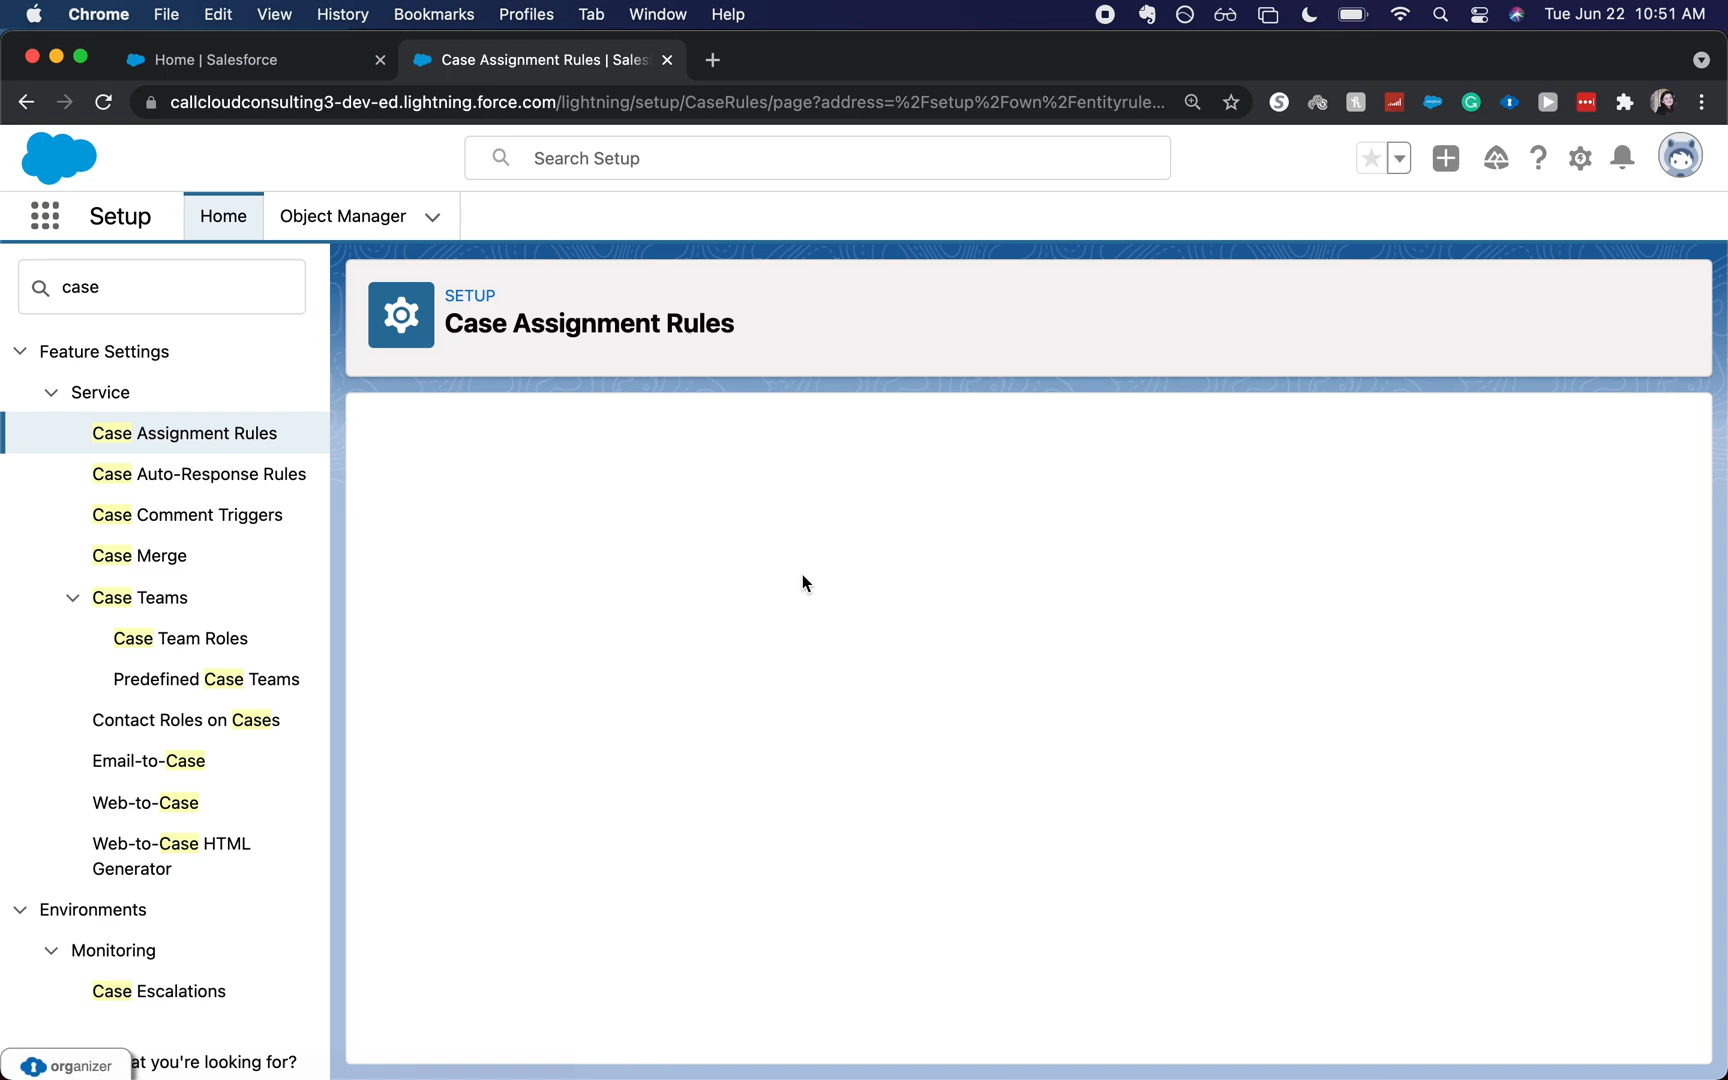 Chrome File Edit View History Bookmarks Profiles Tab Window Help Tue Jun 22 10:51 AM
Home | Salesforce
Case Assignment Rules | Sales
callcloudconsulting3-dev-ed.lightning.force.com/lightning/setup/CaseRules/page?address=%2Fsetup%2Fown%2Fentityrule...
Search Setup
Setup Home Object Manager
case
Feature Settings
Service
Case Assignment Rules
Case Auto-Response Rules
Case Comment Triggers
Case Merge
Case Teams
Case Team Roles
Predefined Case Teams
Contact Roles on Cases
Email-to-Case
Web-to-Case
Web-to-Case HTML
Generator
Environments
Monitoring
Case Escalations
organizer
at you're looking for?
SETUP
Case Assignment Rules